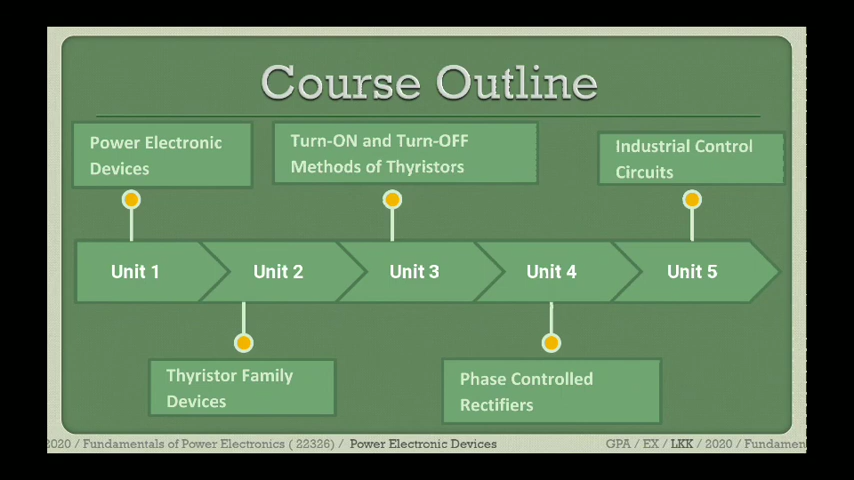 Course Outline
Power Electronic
Devices
Turn-ON and Turn-OFF
Methods of Thyristors
Industrial Control
Circuits
Unit 1
Unit 2
Unit 3
Unit 4
Unit 5
Thyristor Family
Devices
Phase Controlled
Rectifiers
2020 / Fundamentals of Power Electronics ( 22326) / Power Electronic Devices
GPA / EX / LKK / 2020 / Fundamen